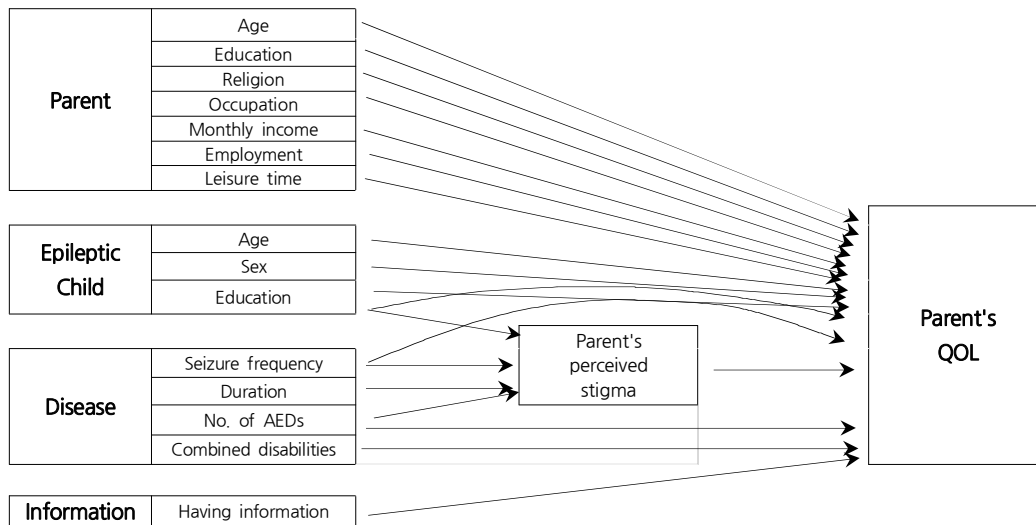 Parent
Age
Education
Religion
Occupation
Monthly income
Employment
Leisure time
Epileptic
Child
Age
Sex
Education
Disease
Seizure frequency
Duration
No. of AEDs
Combined disabilities
Information
Having information
Parent's
perceived
stigma
Parent's
QOL